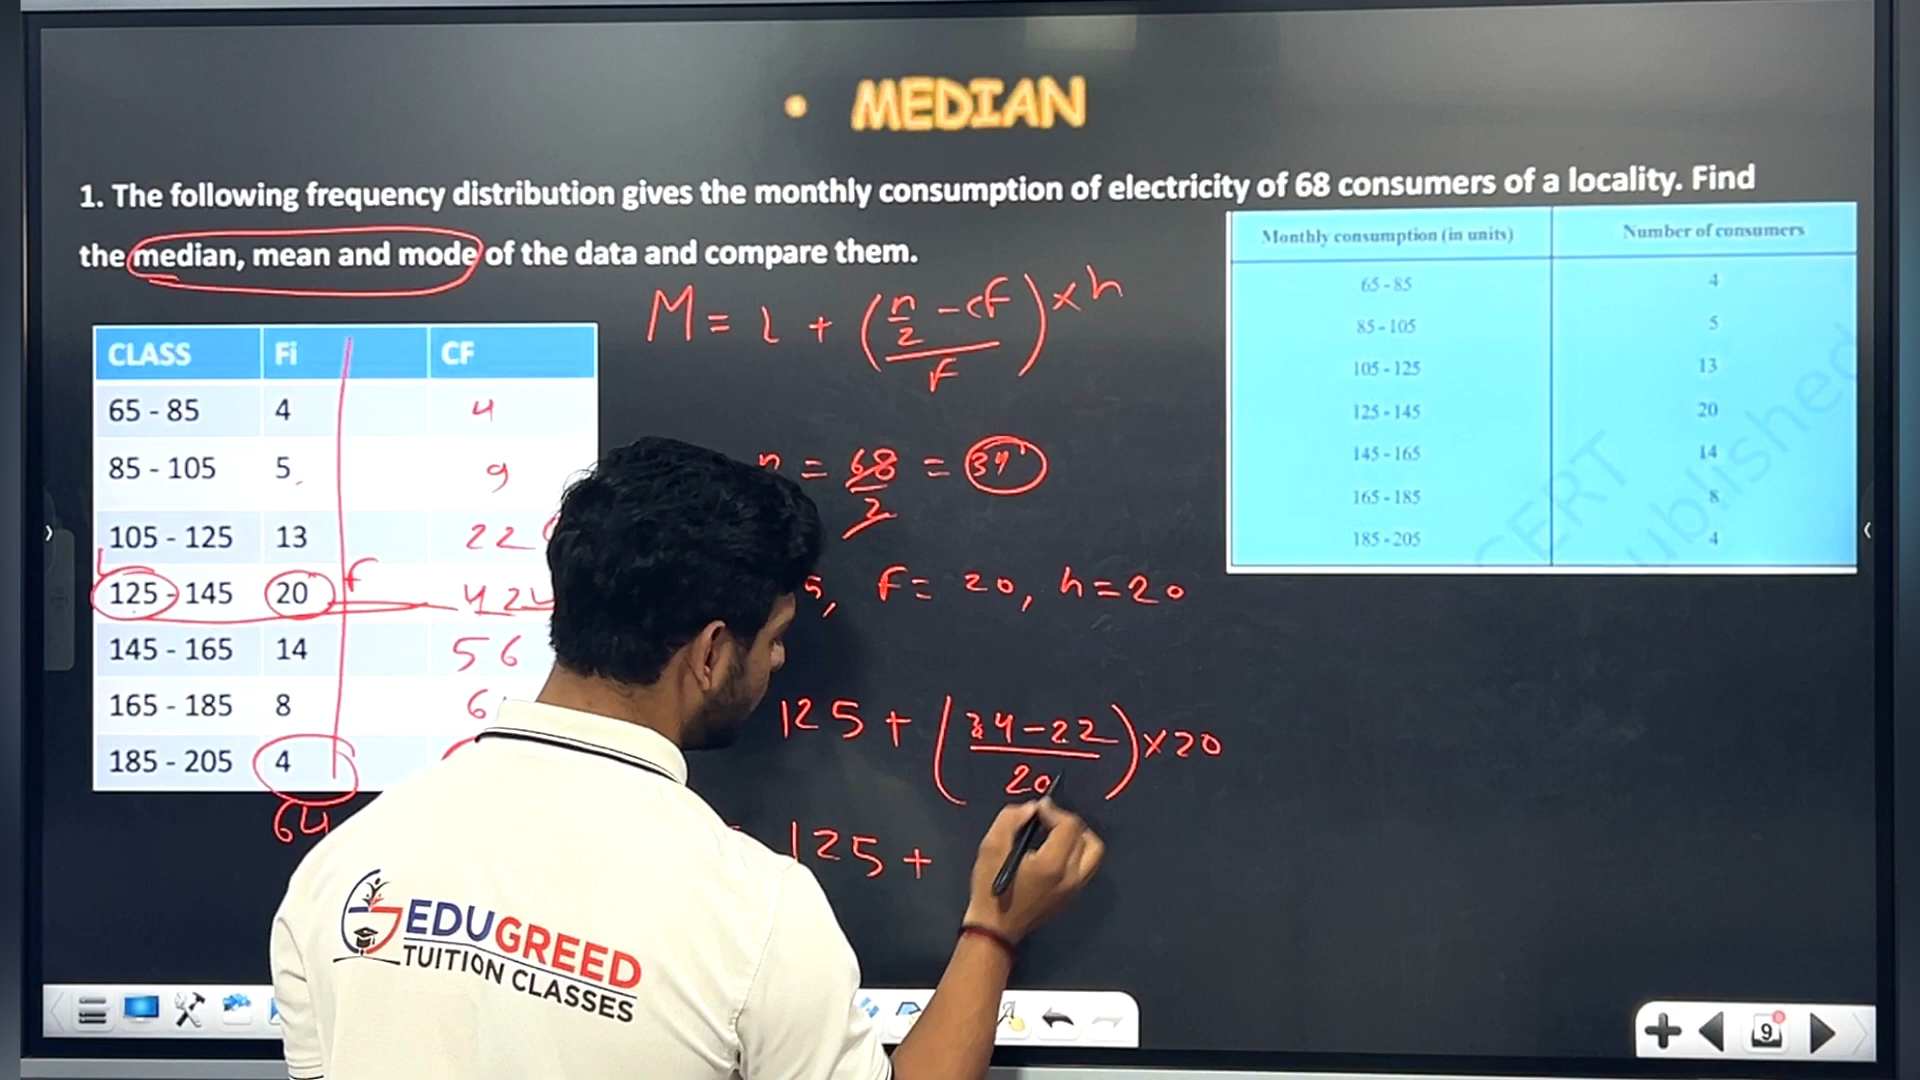 • MEDIAN
1. The following frequency distribution gives the monthly consumption of electricity of 68 consumers of a locality. Find
the median, mean and mode of the data and compare them.
CLASS Fi CF
65 - 85 4 4
85 - 105 5 9
105 - 125 13 22
125 - 145 20 f 42
145 - 165 14 56
165 - 185 8 6
185 - 205 4
64
M = l + (n/2 - cf / f) × h
n = 68/2 = 34
5, f = 20, h = 20
125 + (34 - 22 / 20) × 20
125 +
Monthly consumption (in units) Number of consumers
65 - 85 4
85 - 105 5
105 - 125 13
125 - 145 20
145 - 165 14
165 - 185 8
185 - 205 4
EDUGREED
TUITION CLASSES
9